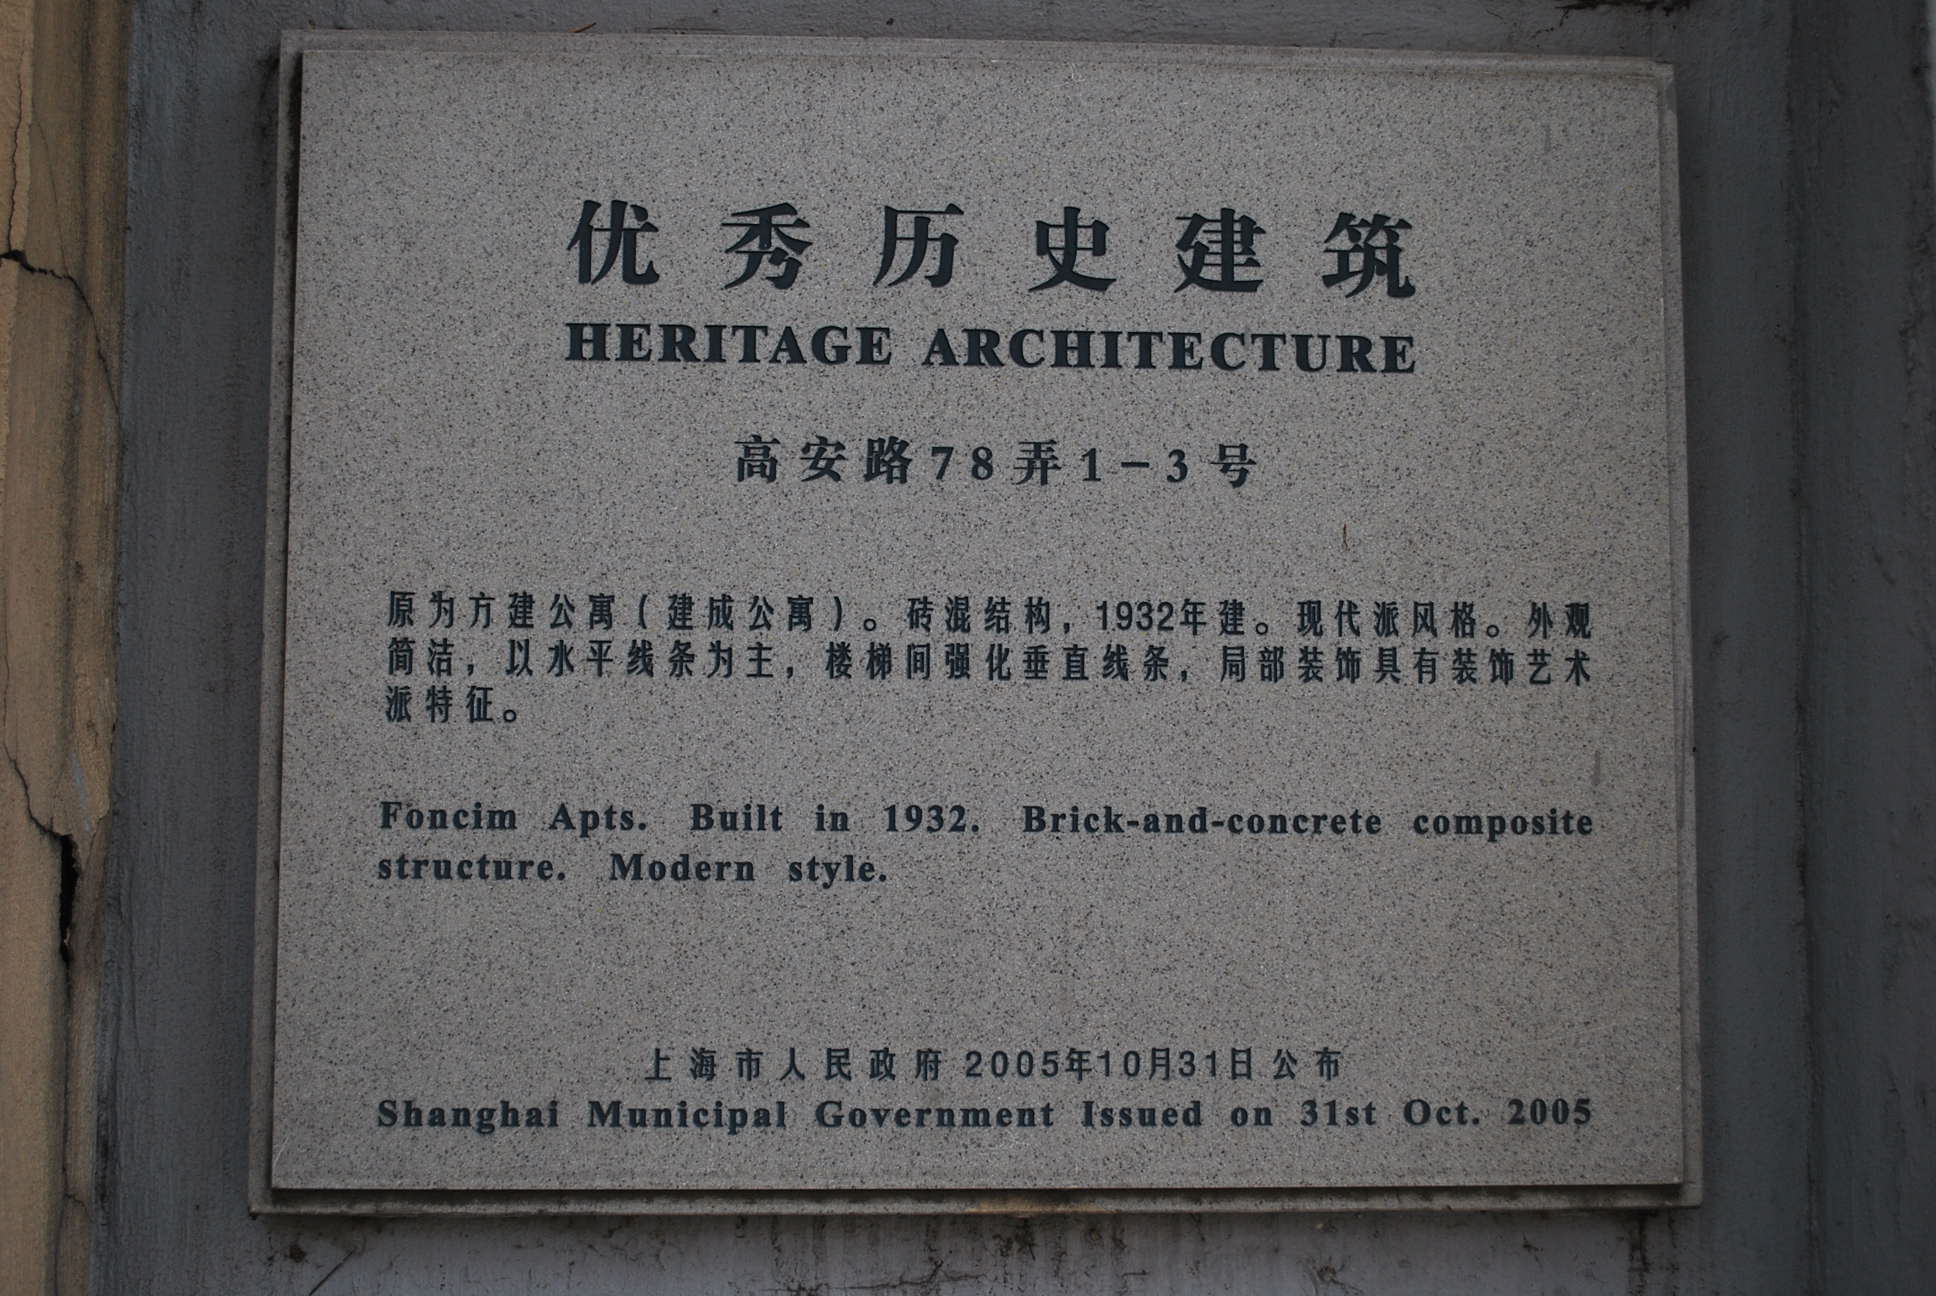 优秀历史建筑
HERITAGE ARCHITECTURE
高安路78弄1-3号
原为方建公寓(建成公寓)。砖混结构,1932年建。现代派风格。外观
简洁,以水平线条为主,楼梯间强化垂直线条,局部装饰具有装饰艺术
派特征。
Foncim Apts. Built in 1932. Brick-and-concrete composite
structure. Modern style.
上海市人民政府 2005年10月31日公布
Shanghai Municipal Government Issued on 31st Oct. 2005